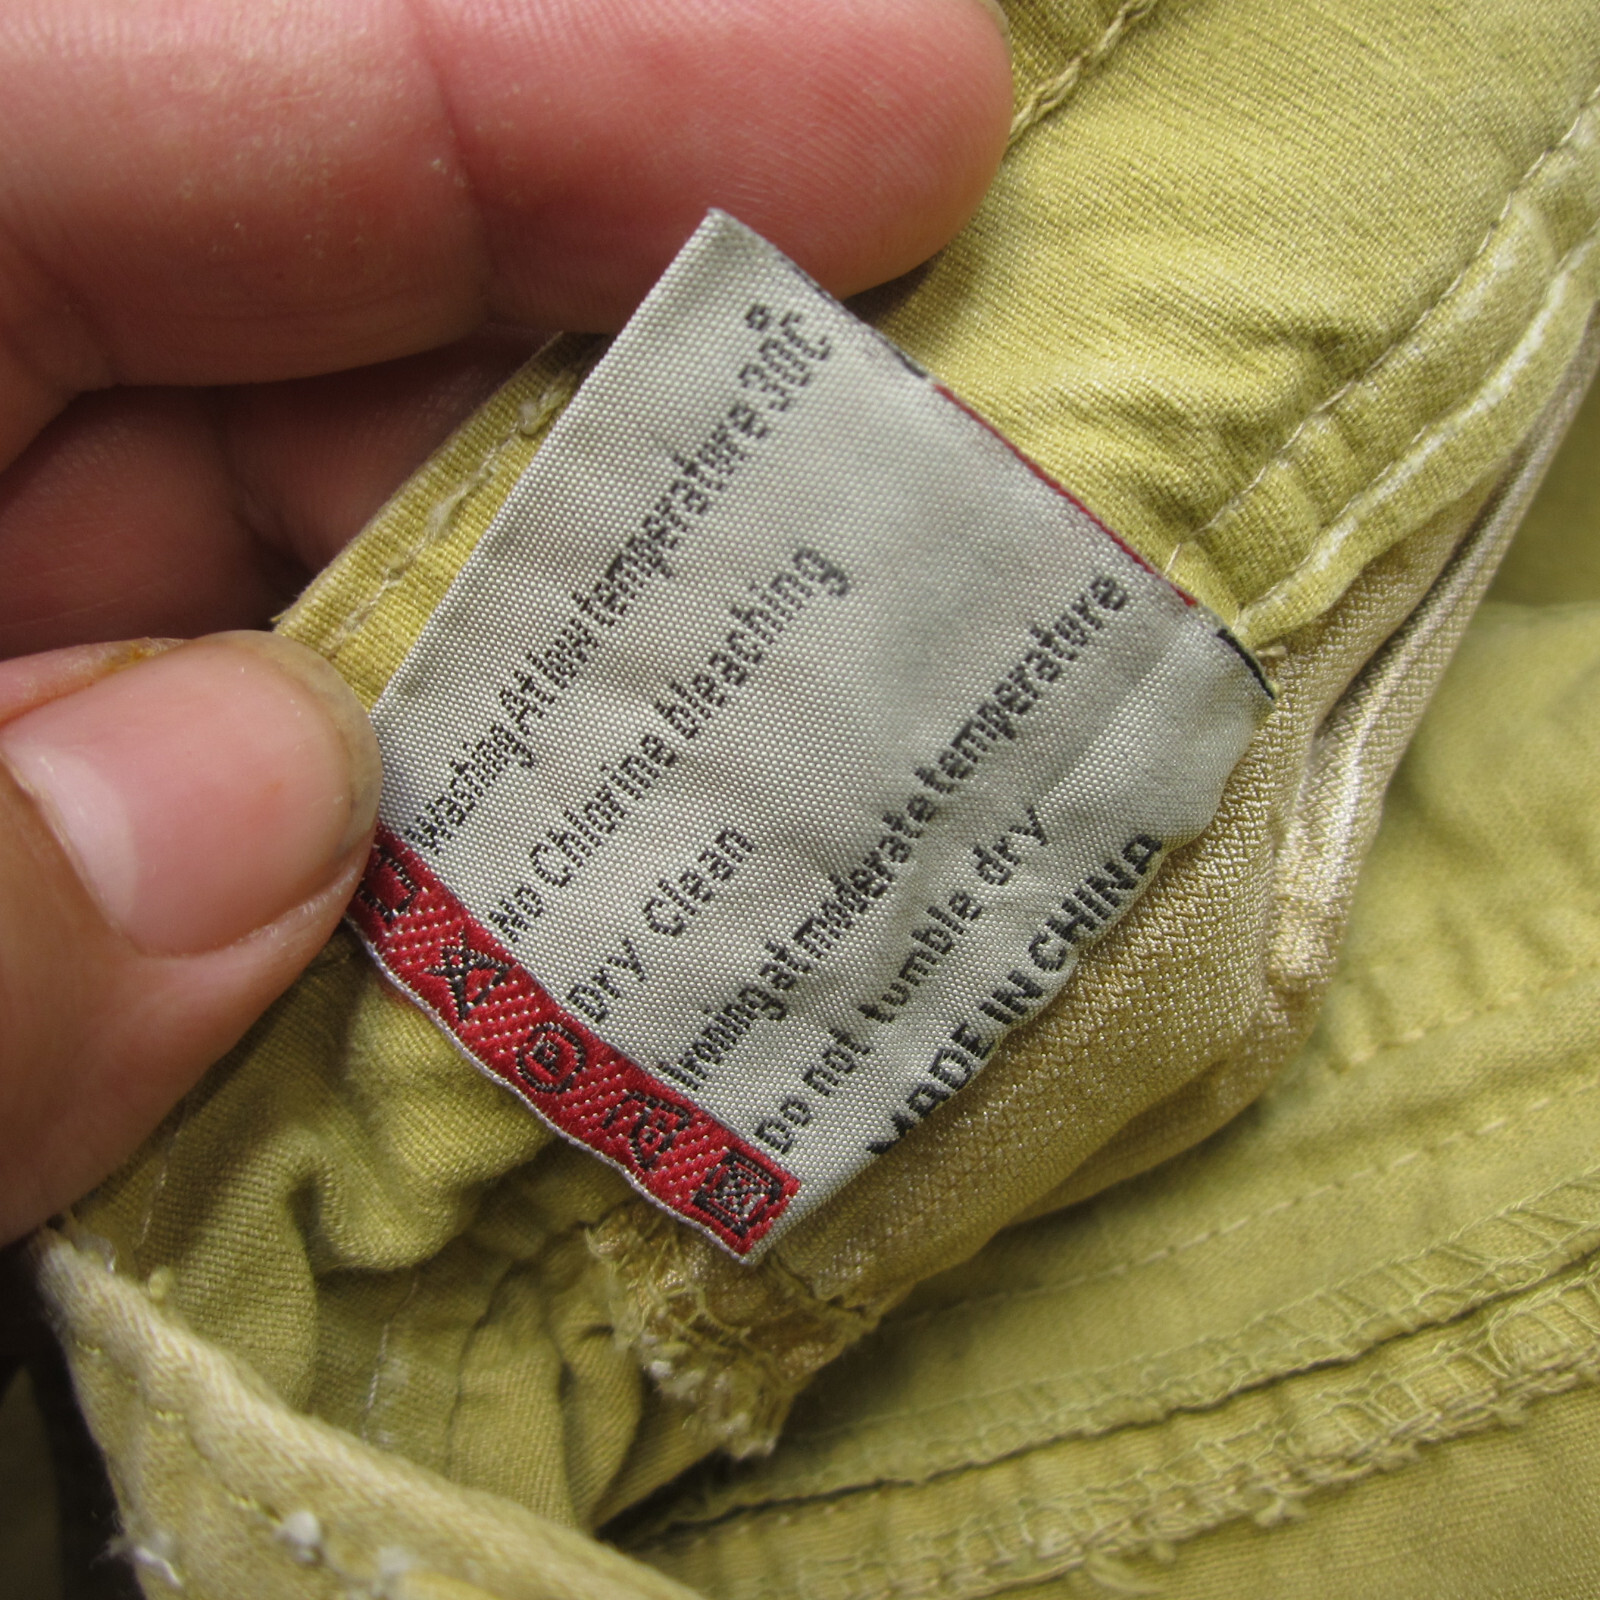 Waching At low temperature 30°C
No Chlorine bleaching
Dry Clean
Ironing at moderate temperature
Do not tumble dry
MADE IN CHINA